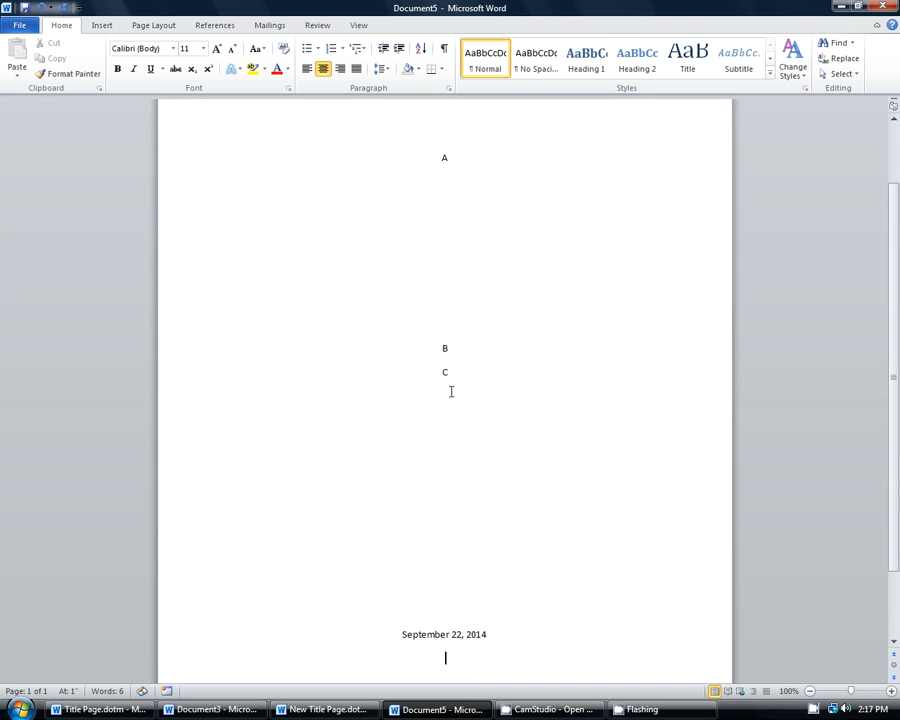 Document5 - Microsoft Word
File Home Insert Page Layout References Mailings Review View
Cut
Copy
Format Painter
Paste
Clipboard
Calibri (Body) 11
Font
Paragraph
AaBbCcDc AaBbCcDc AaBbC AaBbCc AaB AaBbCc.
¶ Normal ¶ No Spaci... Heading 1 Heading 2 Title Subtitle
Change
Styles
Styles
Find
Replace
Select
Editing
A
B
C
September 22, 2014
Page: 1 of 1 At: 1" Words: 6 100%
Title Page.dotm - M... Document3 - Micro... New Title Page.dot... Document5 - Micro... CamStudio - Open ... Flashing 2:17 PM